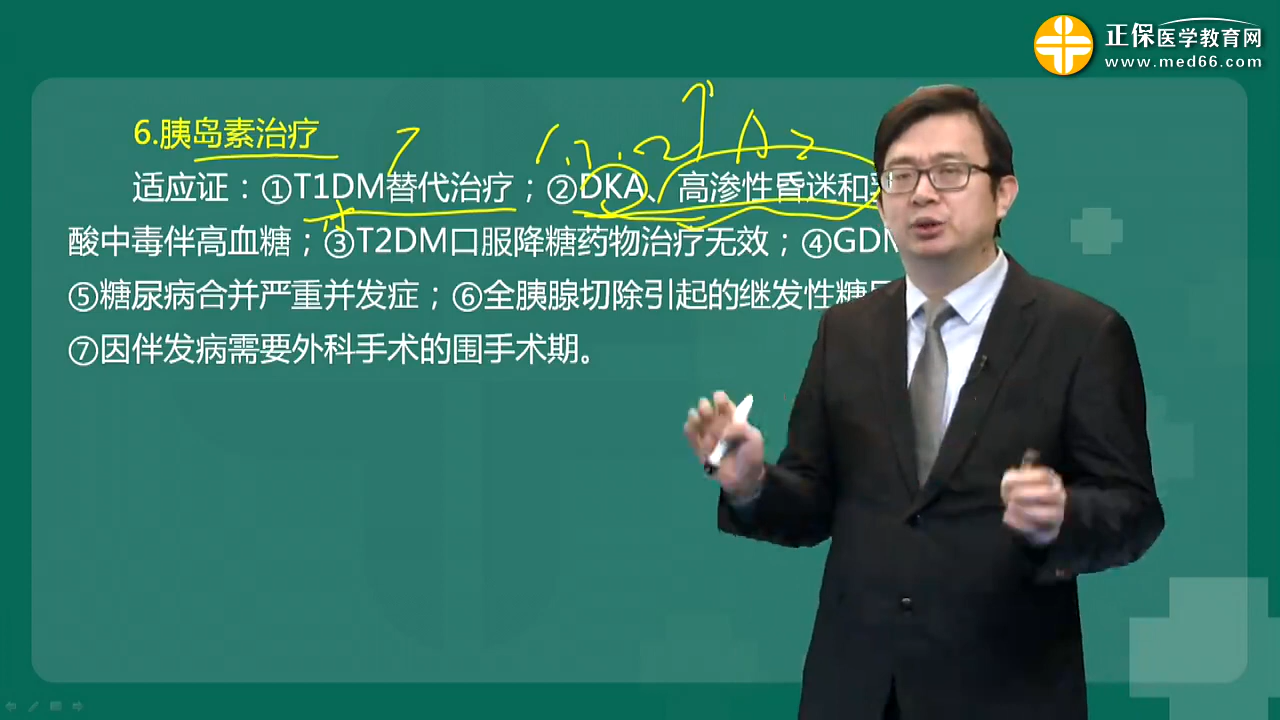 正保医学教育网
www.med66.com
6.胰岛素治疗
适应证：①T1DM替代治疗；②DKA、高渗性昏迷和
酸中毒伴高血糖；③T2DM口服降糖药物治疗无效；④GDM
⑤糖尿病合并严重并发症；⑥全胰腺切除引起的继发性糖
⑦因伴发病需要外科手术的围手术期。